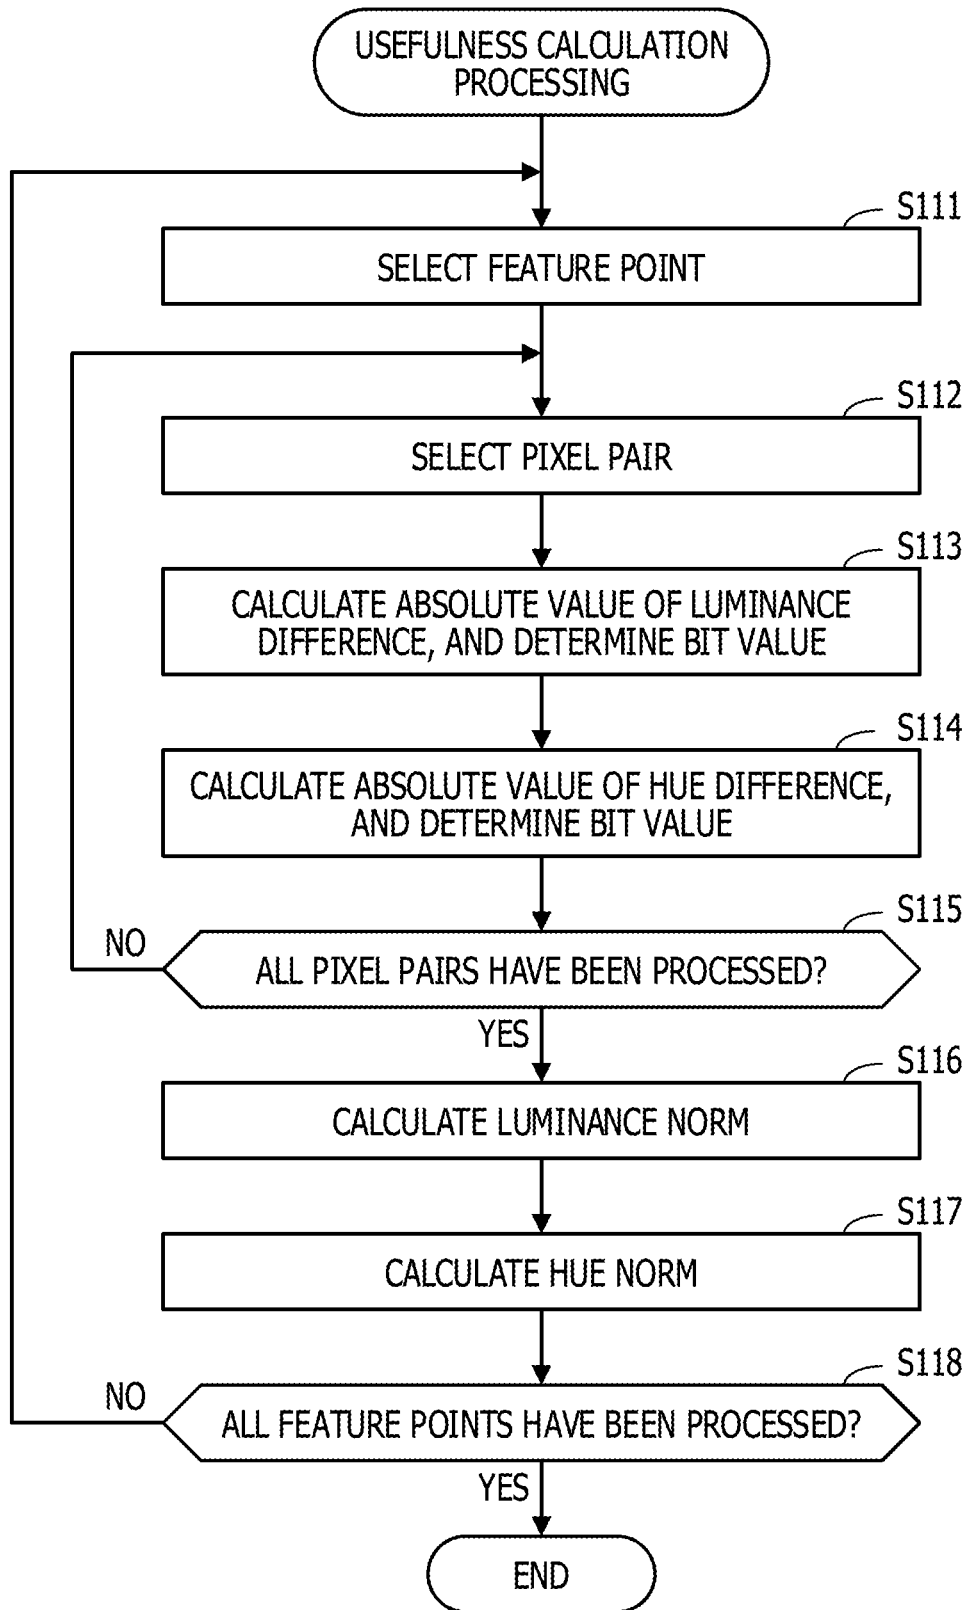 USEFULNESS CALCULATION
PROCESSING
S111
SELECT FEATURE POINT
S112
SELECT PIXEL PAIR
S113
CALCULATE ABSOLUTE VALUE OF LUMINANCE
DIFFERENCE, AND DETERMINE BIT VALUE
S114
CALCULATE ABSOLUTE VALUE OF HUE DIFFERENCE,
AND DETERMINE BIT VALUE
S115
NO
ALL PIXEL PAIRS HAVE BEEN PROCESSED?
YES
S116
CALCULATE LUMINANCE NORM
S117
CALCULATE HUE NORM
S118
NO
ALL FEATURE POINTS HAVE BEEN PROCESSED?
YES
END